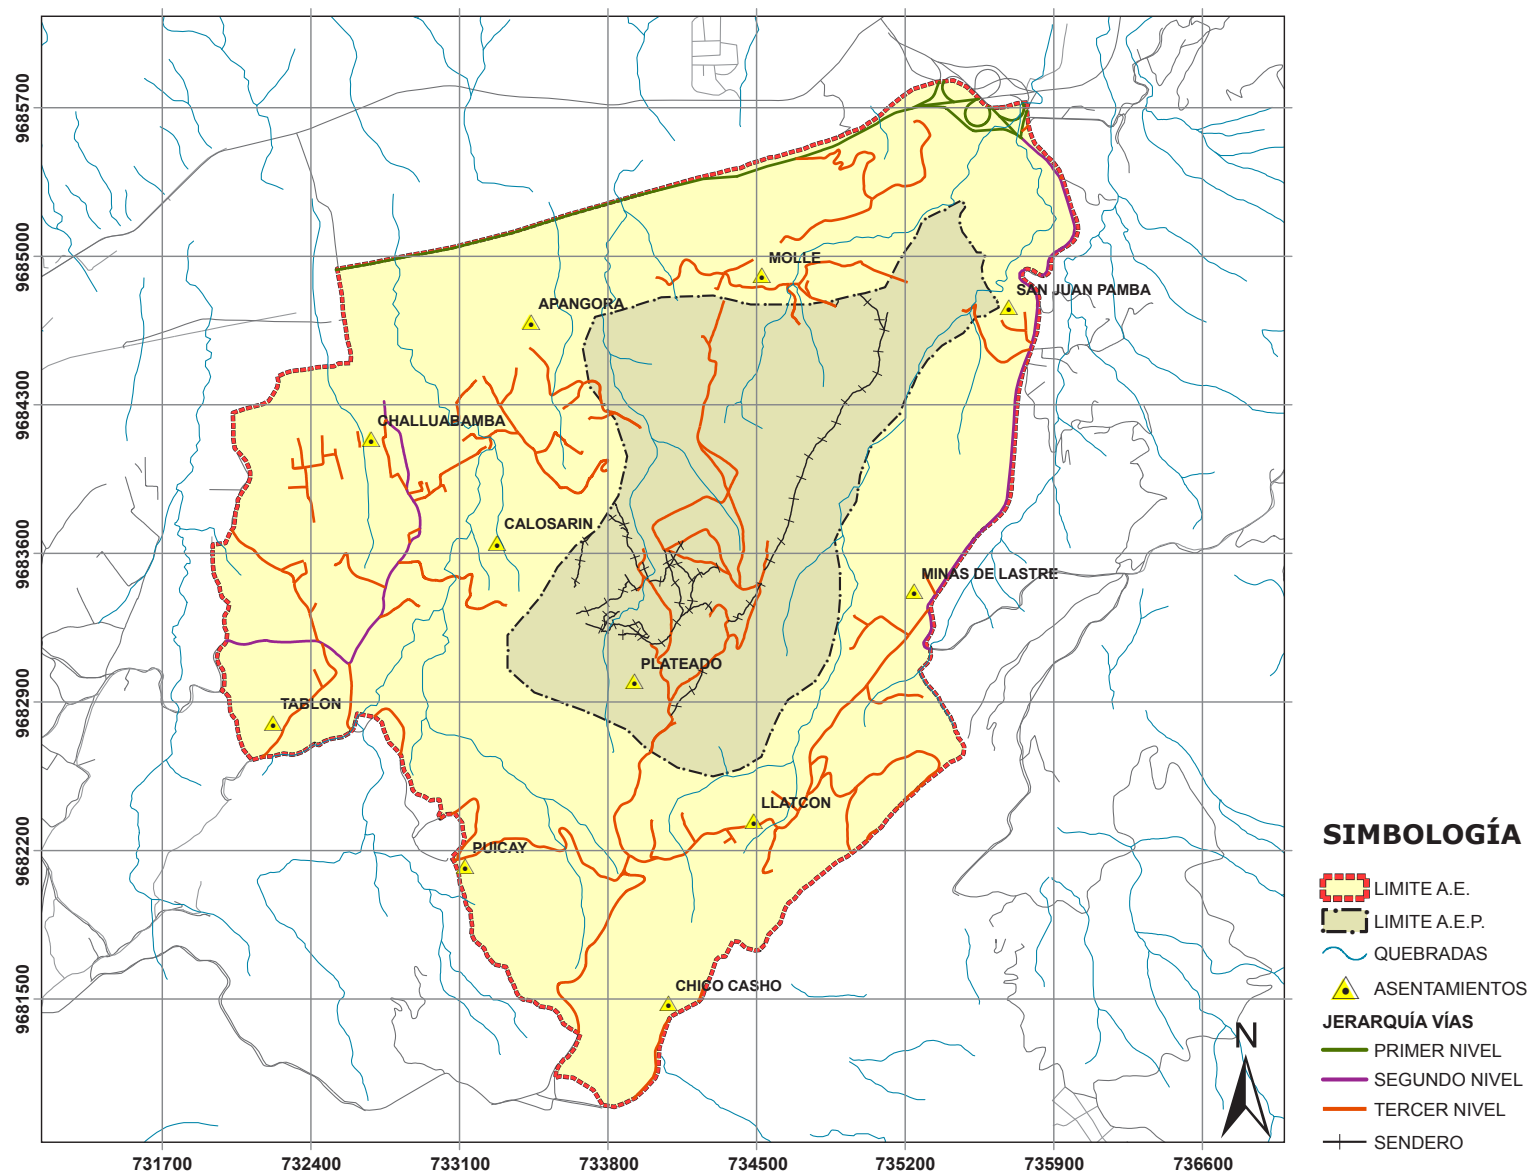 9685700
9685000
9684300
9683600
9682900
9682200
9681500
MOLLE
SAN JUAN PAMBA
APANGORA
CHALLUABAMBA
CALOSARIN
MINAS DE LASTRE
PLATEADO
TABLON
LLATCON
PUICAY
CHICO CASHO
731700
732400
733100
733800
734500
735200
735900
736600
SIMBOLOGÍA
LIMITE A.E.
LIMITE A.E.P.
QUEBRADAS
ASENTAMIENTOS
JERARQUÍA VÍAS
PRIMER NIVEL
SEGUNDO NIVEL
TERCER NIVEL
SENDERO
N